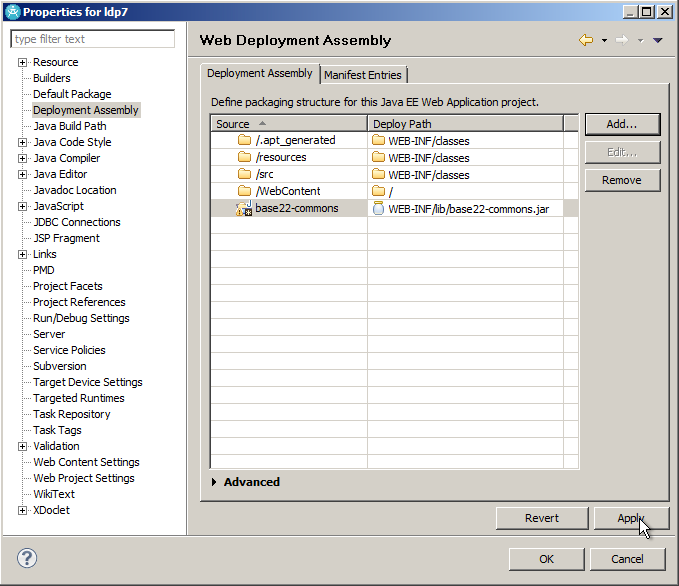 Properties for ldp7
type filter text
Resource
Builders
Default Package
Deployment Assembly
Java Build Path
Java Code Style
Java Compiler
Java Editor
Javadoc Location
JavaScript
JDBC Connections
JSP Fragment
Links
PMD
Project Facets
Project References
Run/Debug Settings
Server
Service Policies
Subversion
Target Device Settings
Targeted Runtimes
Task Repository
Task Tags
Validation
Web Content Settings
Web Project Settings
WikiText
XDoclet
Web Deployment Assembly
Deployment Assembly Manifest Entries
Define packaging structure for this Java EE Web Application project.
Source Deploy Path
/.apt_generated WEB-INF/classes
/resources WEB-INF/classes
/src WEB-INF/classes
/WebContent /
base22-commons WEB-INF/lib/base22-commons.jar
Add...
Edit...
Remove
Advanced
Revert Apply
? OK Cancel